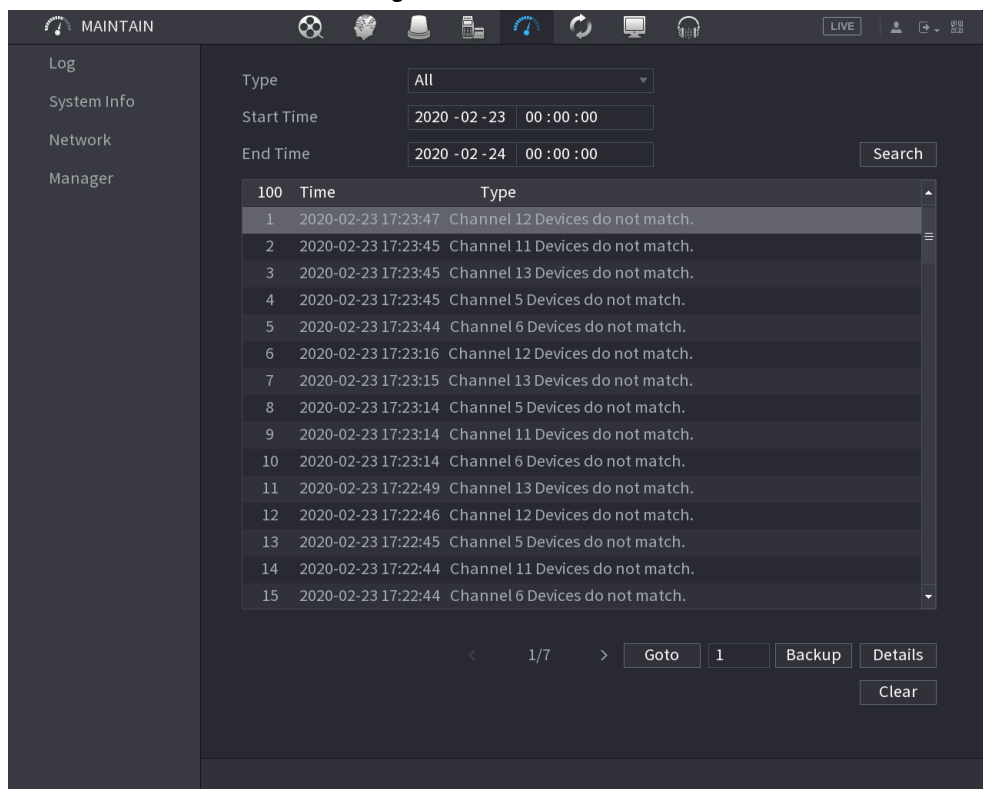 MAINTAIN LIVE
Log
System Info
Network
Manager
Type All
Start Time 2020 -02 -23 00 : 00 : 00
End Time 2020 -02 -24 00 : 00 : 00 Search
100 Time Type
1 2020-02-23 17:23:47 Channel 12 Devices do not match.
2 2020-02-23 17:23:45 Channel 11 Devices do not match.
3 2020-02-23 17:23:45 Channel 13 Devices do not match.
4 2020-02-23 17:23:45 Channel 5 Devices do not match.
5 2020-02-23 17:23:44 Channel 6 Devices do not match.
6 2020-02-23 17:23:16 Channel 12 Devices do not match.
7 2020-02-23 17:23:15 Channel 13 Devices do not match.
8 2020-02-23 17:23:14 Channel 5 Devices do not match.
9 2020-02-23 17:23:14 Channel 11 Devices do not match.
10 2020-02-23 17:23:14 Channel 6 Devices do not match.
11 2020-02-23 17:22:49 Channel 13 Devices do not match.
12 2020-02-23 17:22:46 Channel 12 Devices do not match.
13 2020-02-23 17:22:45 Channel 5 Devices do not match.
14 2020-02-23 17:22:44 Channel 11 Devices do not match.
15 2020-02-23 17:22:44 Channel 6 Devices do not match.
< 1/7 > Goto 1 Backup Details
Clear